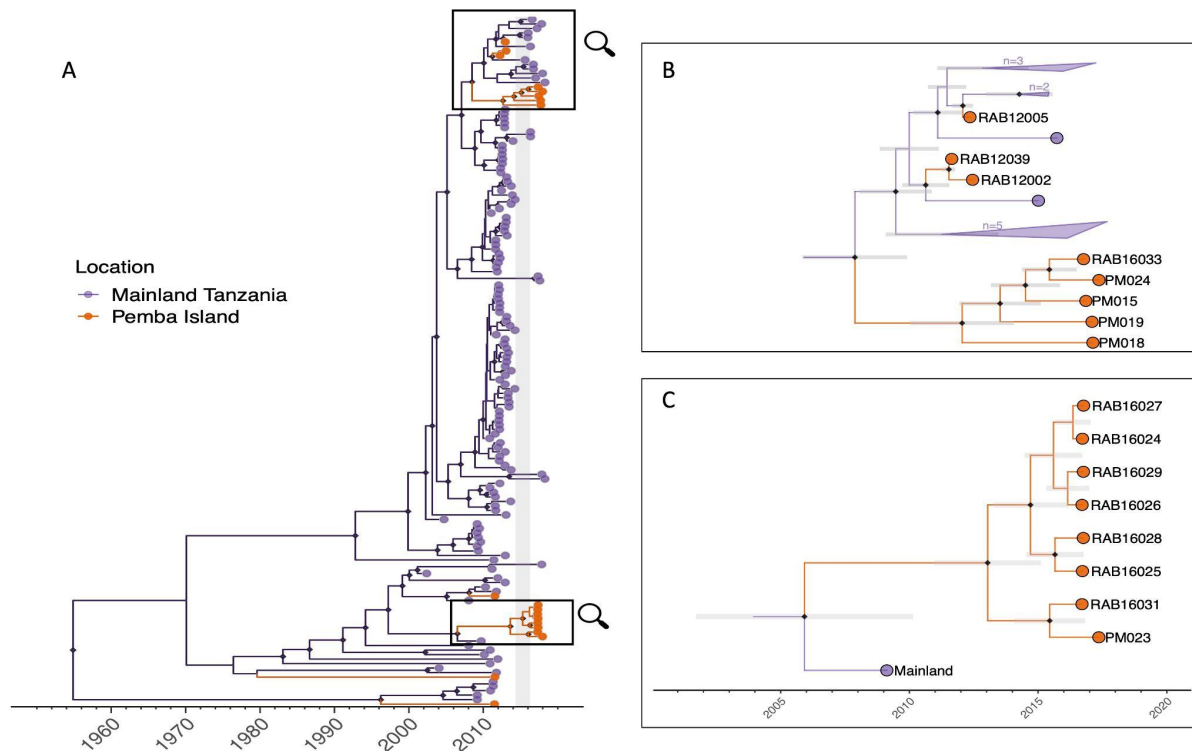 A
Location
Mainland Tanzania
Pemba Island
1960
1970
1980
1990
2000
2010
B
n=3
n=2
RAB12005
RAB12039
RAB12002
n=5
RAB16033
PM024
PM015
PM019
PM018
C
RAB16027
RAB16024
RAB16029
RAB16026
RAB16028
RAB16025
RAB16031
PM023
Mainland
2005
2010
2015
2020